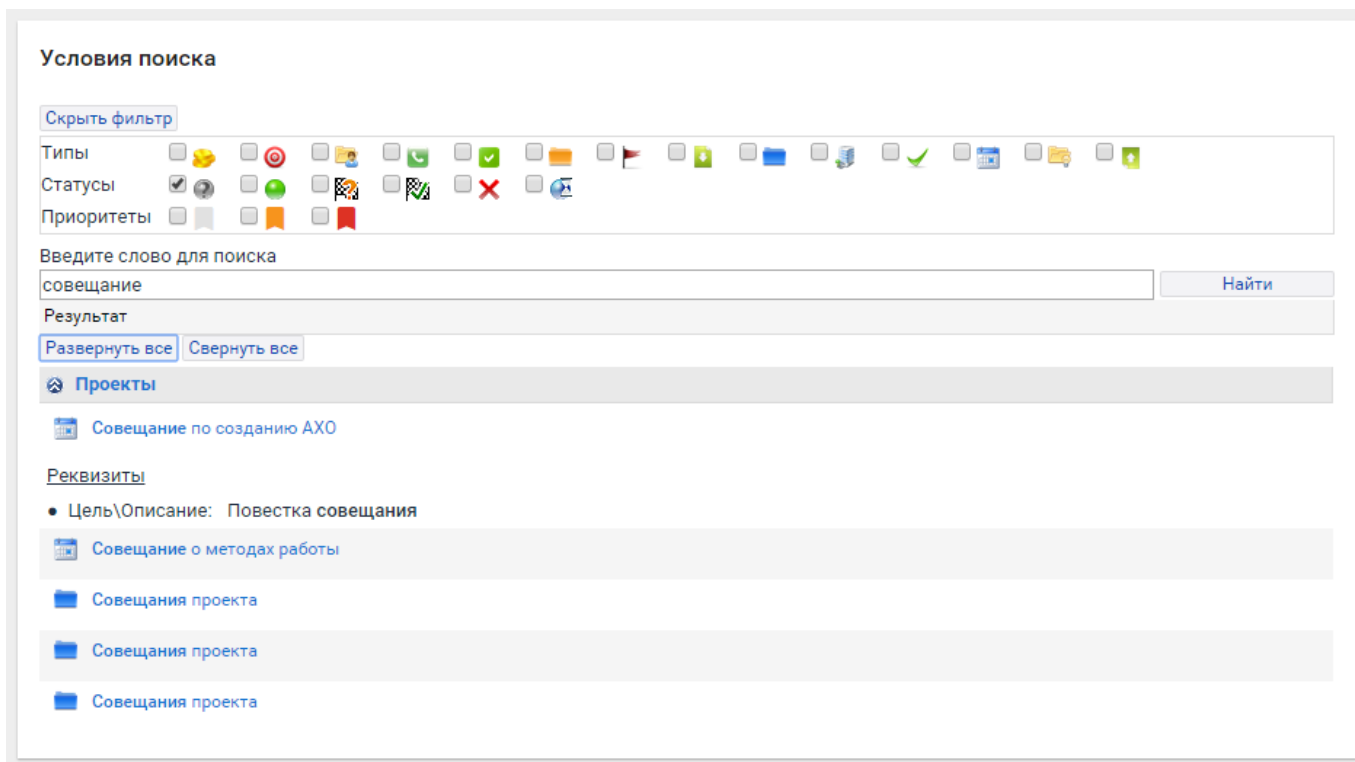 Условия поиска
Скрыть фильтр
Типы
Статусы
Приоритеты
Введите слово для поиска
совещание Найти
Результат
Развернуть все Свернуть все
Проекты
Совещание по созданию АХО
Реквизиты
• Цель\Описание: Повестка совещания
Совещание о методах работы
Совещания проекта
Совещания проекта
Совещания проекта